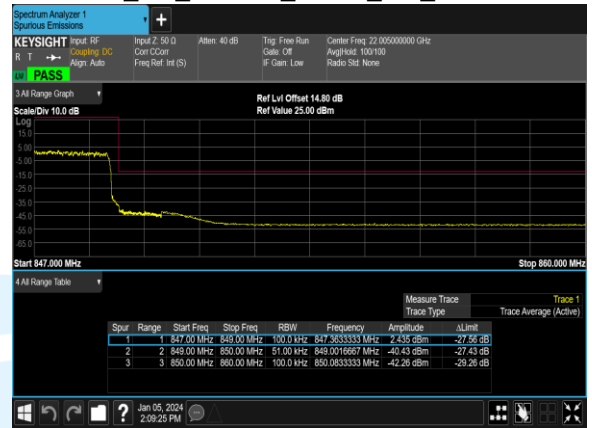 Spectrum Analyzer 1
Spurious Emissions
+
KEYSIGHT Input: RF Input Z: 50 Ω Atten: 40 dB Trig: Free Run Center Freq: 22.005000000 GHz
R T Coupling: DC Corr CCorr Gate: Off Avg|Hold: 100/100
Align: Auto Freq Ref: Int (S) IF Gain: Low Radio Std: None
LVI PASS
3 All Range Graph
Ref Lvl Offset 14.80 dB
Scale/Div 10.0 dB Ref Value 25.00 dBm
Log
15.0
5.00
-5.00
-15.0
-25.0
-35.0
-45.0
-55.0
-65.0
Start 847.000 MHz Stop 860.000 MHz
4 All Range Table
Measure Trace Trace 1
Trace Type Trace Average (Active)
Spur Range Start Freq Stop Freq RBW Frequency Amplitude ΔLimit
1 1 847.00 MHz 849.00 MHz 100.0 kHz 847.3633333 MHz 2.435 dBm -27.56 dB
2 2 849.00 MHz 850.00 MHz 51.00 kHz 849.0016667 MHz -40.43 dBm -27.43 dB
3 3 850.00 MHz 860.00 MHz 100.0 kHz 850.0833333 MHz -42.26 dBm -29.26 dB
? Jan 05, 2024
2:09:25 PM